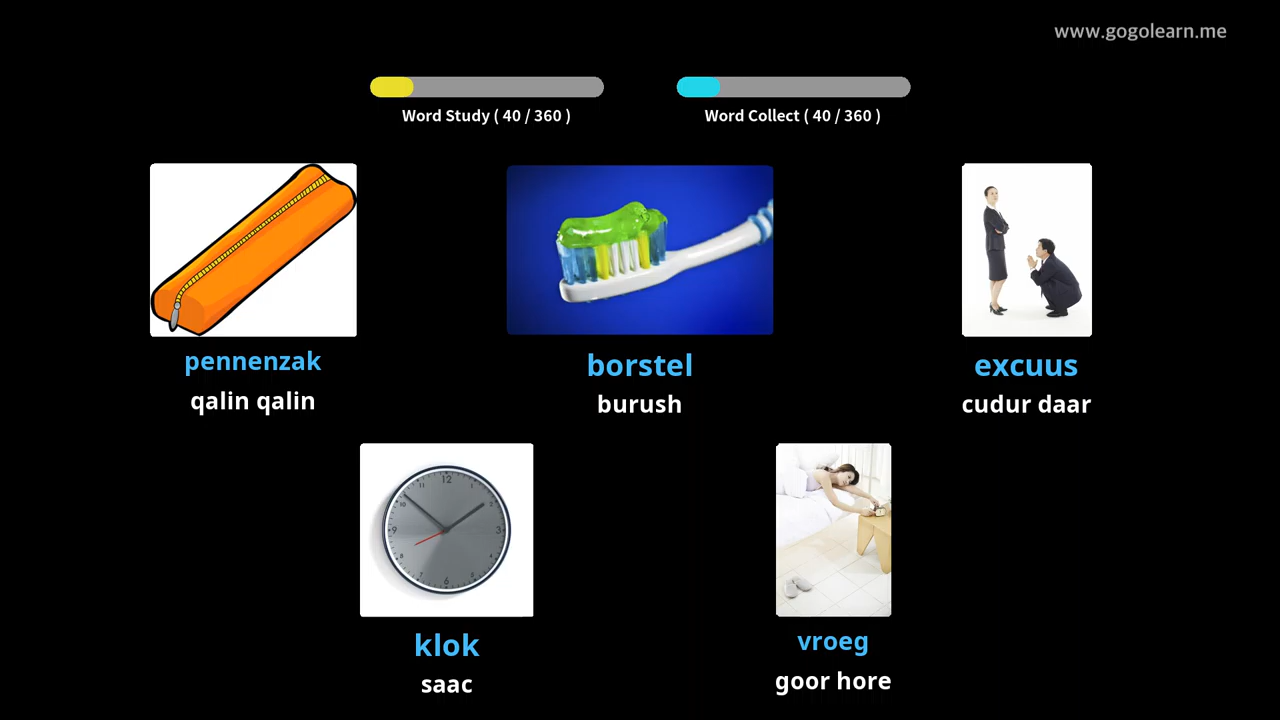 www.gogolearn.me
Word Study ( 40 / 360 )
Word Collect ( 40 / 360 )
pennenzak
qalin qalin
borstel
burush
excuus
cudur daar
klok
saac
vroeg
goor hore